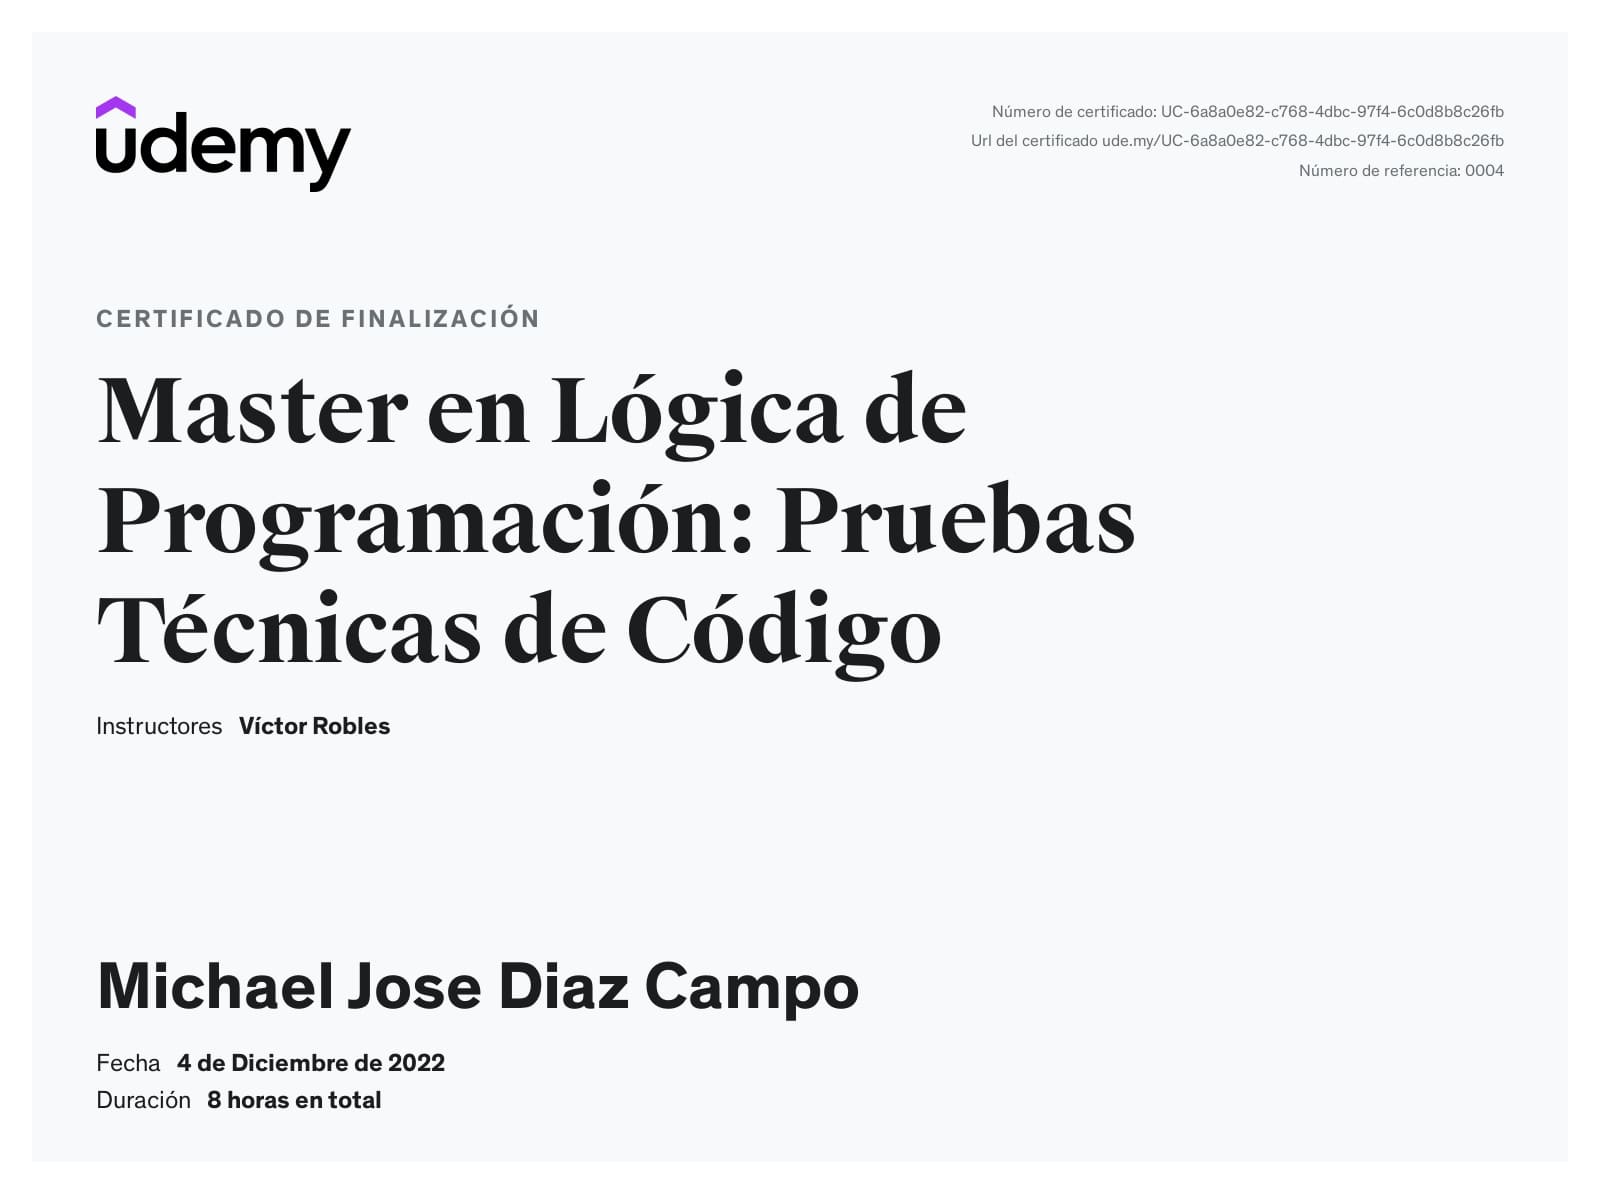 udemy
Número de certificado: UC-6a8a0e82-c768-4dbc-97f4-6c0d8b8c26fb
Url del certificado ude.my/UC-6a8a0e82-c768-4dbc-97f4-6c0d8b8c26fb
Número de referencia: 0004
CERTIFICADO DE FINALIZACIÓN
Master en Lógica de
Programación: Pruebas
Técnicas de Código
Instructores Víctor Robles
Michael Jose Diaz Campo
Fecha 4 de Diciembre de 2022
Duración 8 horas en total